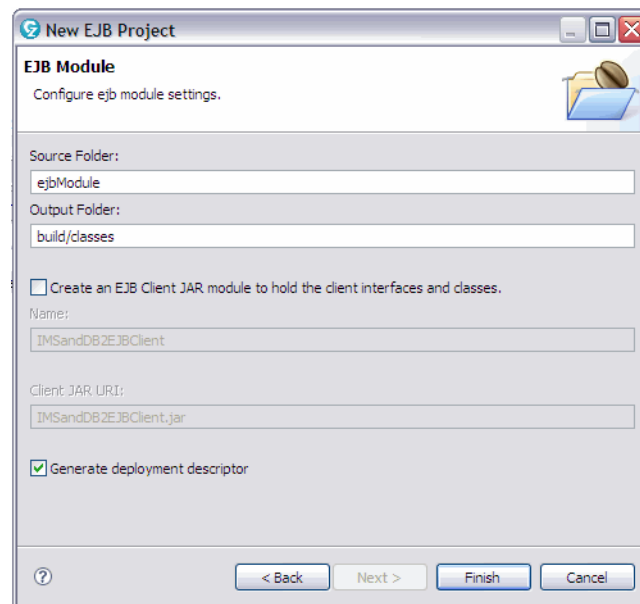 New EJB Project
EJB Module
Configure ejb module settings.
Source Folder:
ejbModule
Output Folder:
build/classes
Create an EJB Client JAR module to hold the client interfaces and classes.
Name:
IMSandDB2EJBClient
Client JAR URI:
IMSandDB2EJBClient.jar
Generate deployment descriptor
?
< Back
Next >
Finish
Cancel